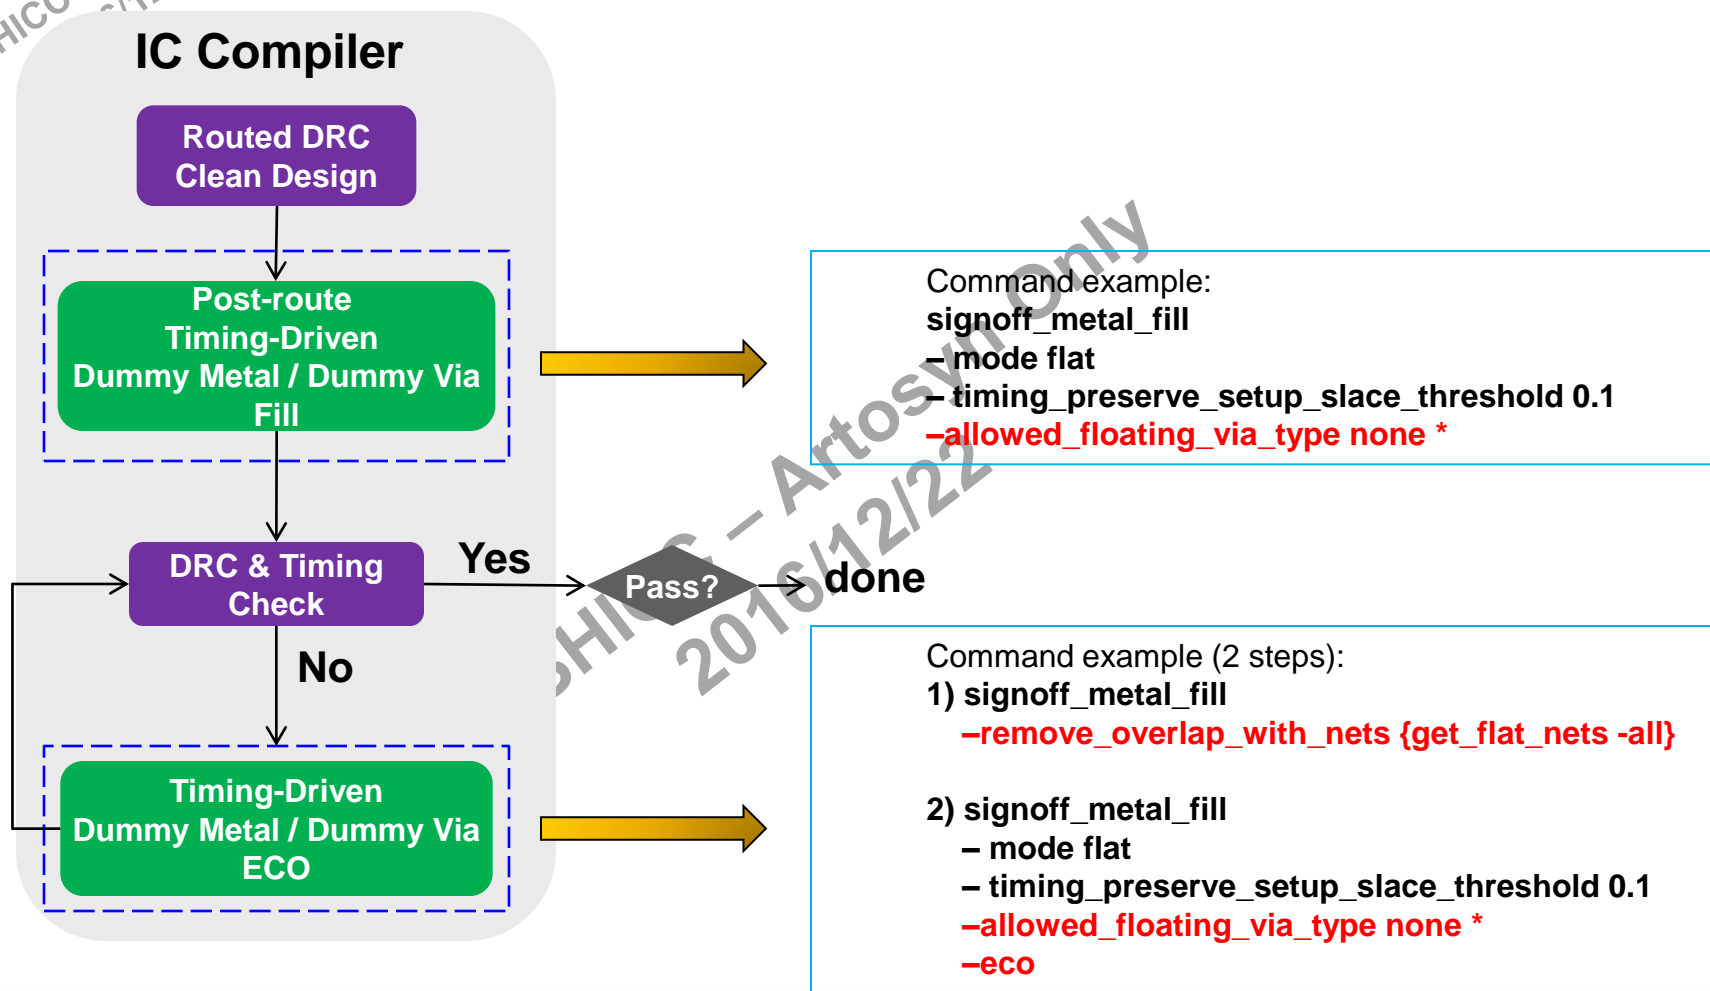 IC Compiler
Routed DRC
Clean Design
Post-route
Timing-Driven
Dummy Metal / Dummy Via
Fill
Command example:
signoff_metal_fill
– mode flat
– timing_preserve_setup_slace_threshold 0.1
–allowed_floating_via_type none *
– Artosyn Only
2016/12/22
DRC & Timing
Check
Yes
Pass?
done
No
Timing-Driven
Dummy Metal / Dummy Via
ECO
Command example (2 steps):
1) signoff_metal_fill
–remove_overlap_with_nets {get_flat_nets -all}
2) signoff_metal_fill
– mode flat
– timing_preserve_setup_slace_threshold 0.1
–allowed_floating_via_type none *
–eco